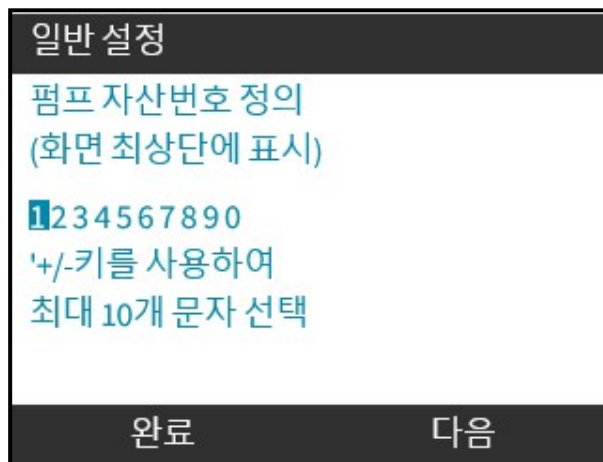 일반 설정
펌프 자산번호 정의
(화면 최상단에 표시)
1234567890
'+/-키를 사용하여
최대 10개 문자 선택
완료 다음